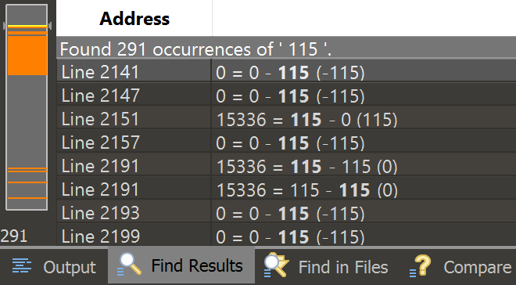 Address
Found 291 occurrences of ' 115 '.
Line 2141 0 = 0 - 115 (-115)
Line 2147 0 = 0 - 115 (-115)
Line 2151 15336 = 115 - 0 (115)
Line 2157 0 = 0 - 115 (-115)
Line 2191 15336 = 115 - 115 (0)
Line 2191 15336 = 115 - 115 (0)
Line 2193 0 = 0 - 115 (-115)
291 Line 2199 0 = 0 - 115 (-115)
Output Find Results Find in Files Compare